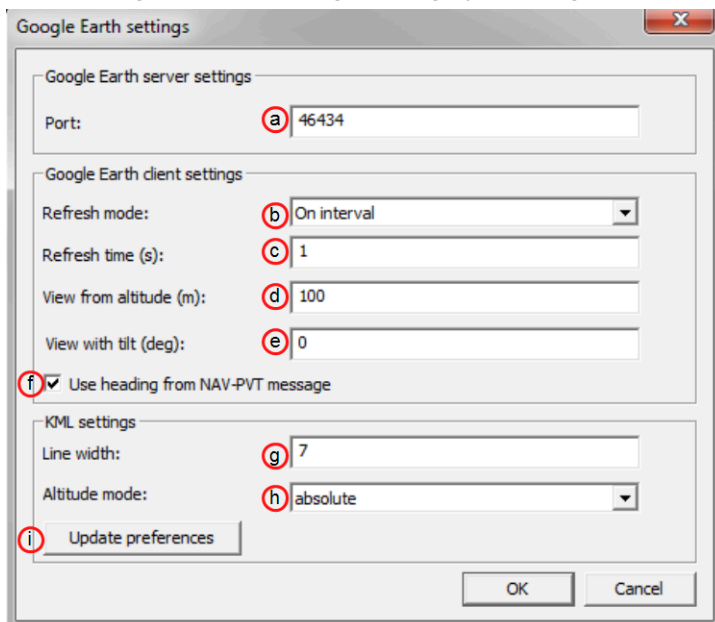 Google Earth settings
Google Earth server settings
Port: a 46434
Google Earth client settings
Refresh mode: b On interval
Refresh time (s): c 1
View from altitude (m): d 100
View with tilt (deg): e 0
f Use heading from NAV-PVT message
KML settings
Line width: g 7
Altitude mode: h absolute
i Update preferences
OK Cancel